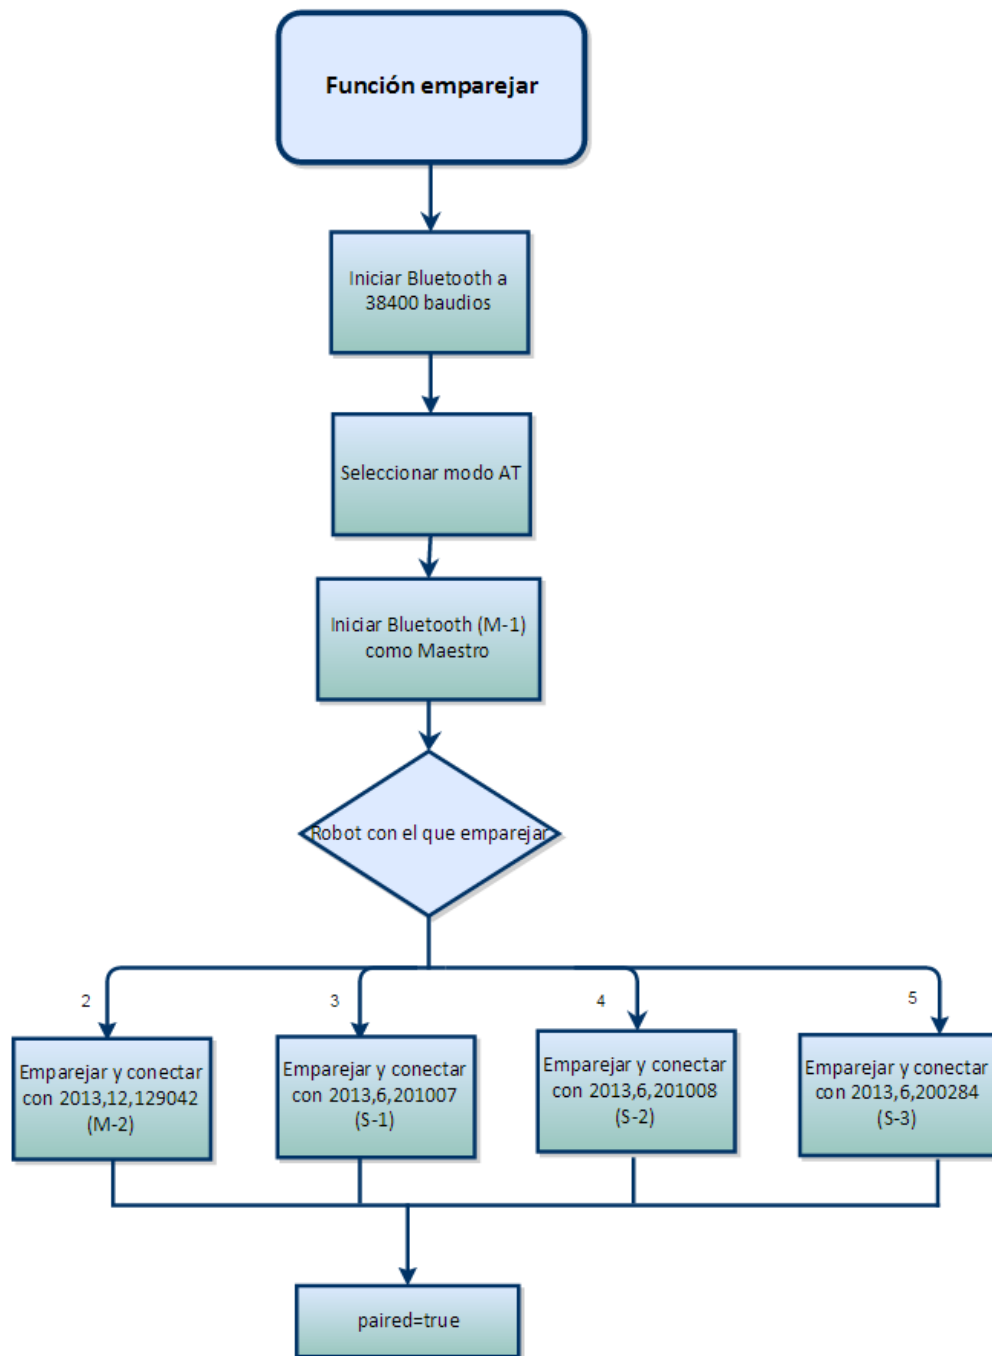 Función emparejar
Iniciar Bluetooth a
38400 baudios
Seleccionar modo AT
Iniciar Bluetooth (M-1)
como Maestro
Robot con el que emparejar
2
3
4
5
Emparejar y conectar
con 2013,12,129042
(M-2)
Emparejar y conectar
con 2013,6,201007
(S-1)
Emparejar y conectar
con 2013,6,201008
(S-2)
Emparejar y conectar
con 2013,6,200284
(S-3)
paired=true